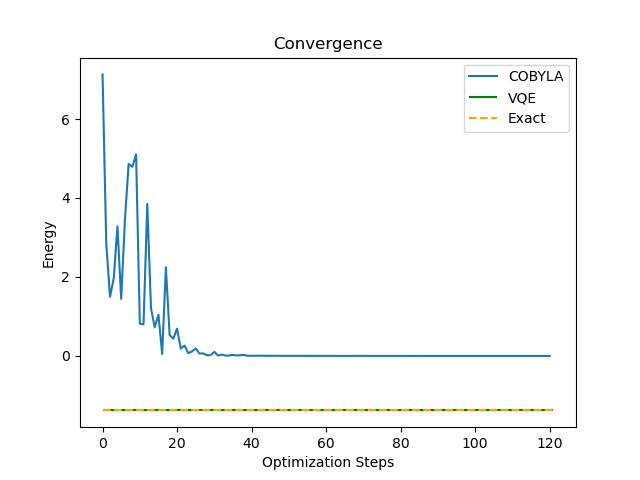 Convergence
COBYLA
VQE
Exact
Energy
6
4
2
0
0 20 40 60 80 100 120
Optimization Steps